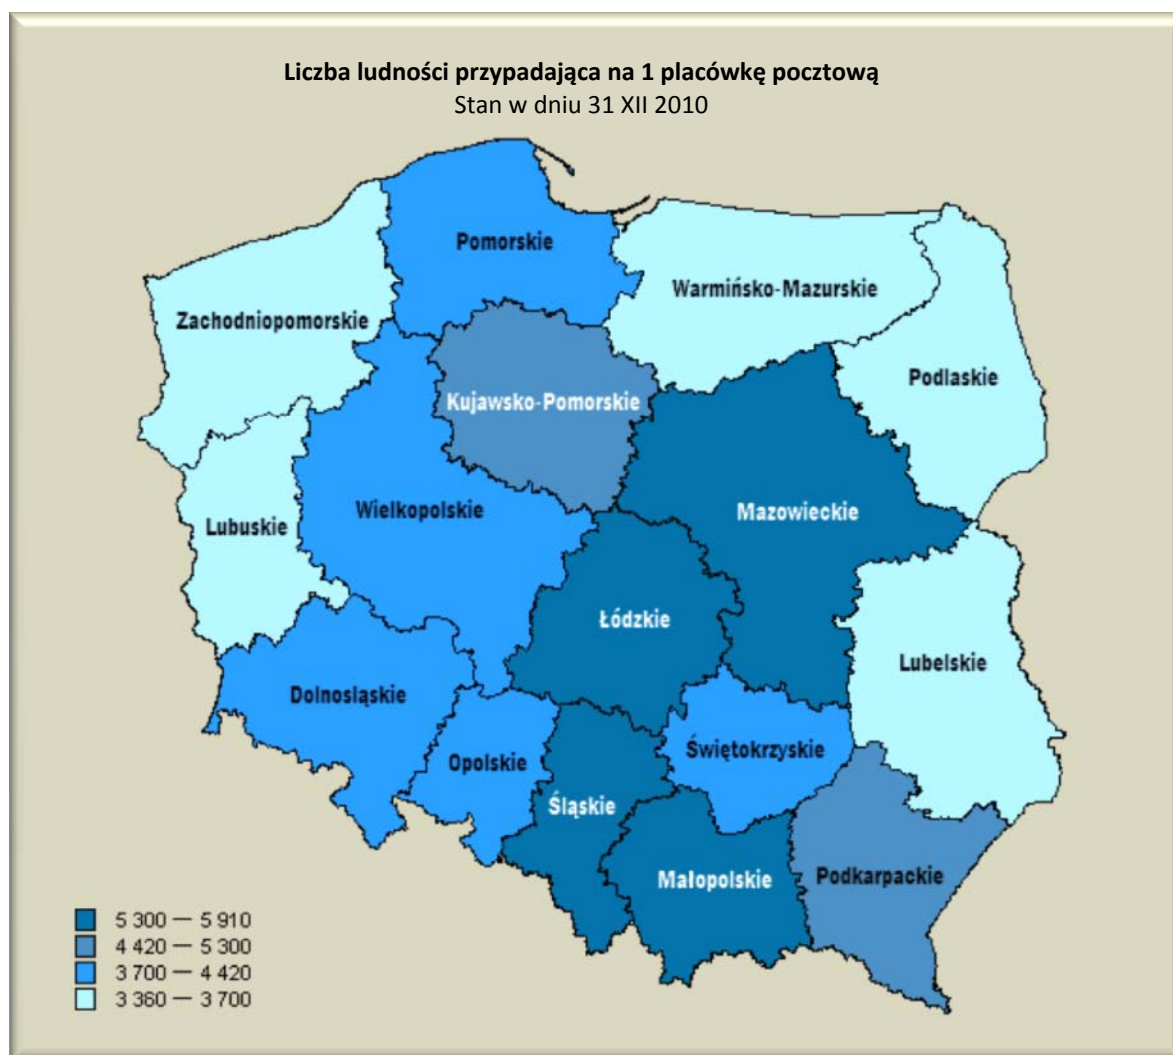 Liczba ludności przypadająca na 1 placówkę pocztową
Stan w dniu 31 XII 2010
Pomorskie
Warmińsko-Mazurskie
Zachodniopomorskie
Podlaskie
Kujawsko-Pomorskie
Wielkopolskie
Mazowieckie
Lubuskie
Łódzkie
Lubelskie
Dolnośląskie
Świętokrzyskie
Opolskie
Śląskie
Małopolskie
Podkarpackie
5 300 — 5 910
4 420 — 5 300
3 700 — 4 420
3 360 — 3 700